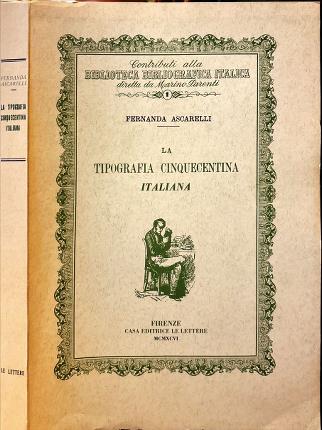 FERNANDA
ASCARELLI
LA TIPOGRAFIA
CINQUECENTINA
ITALIANA
LE LETTERE
Contributi alla
BIBLIOTECA BIBLIOGRAFICA ITALICA
diretta da Marino Parenti
FERNANDA ASCARELLI
LA
TIPOGRAFIA CINQUECENTINA
ITALIANA
FIRENZE
CASA EDITRICE LE LETTERE
MCMXCVI